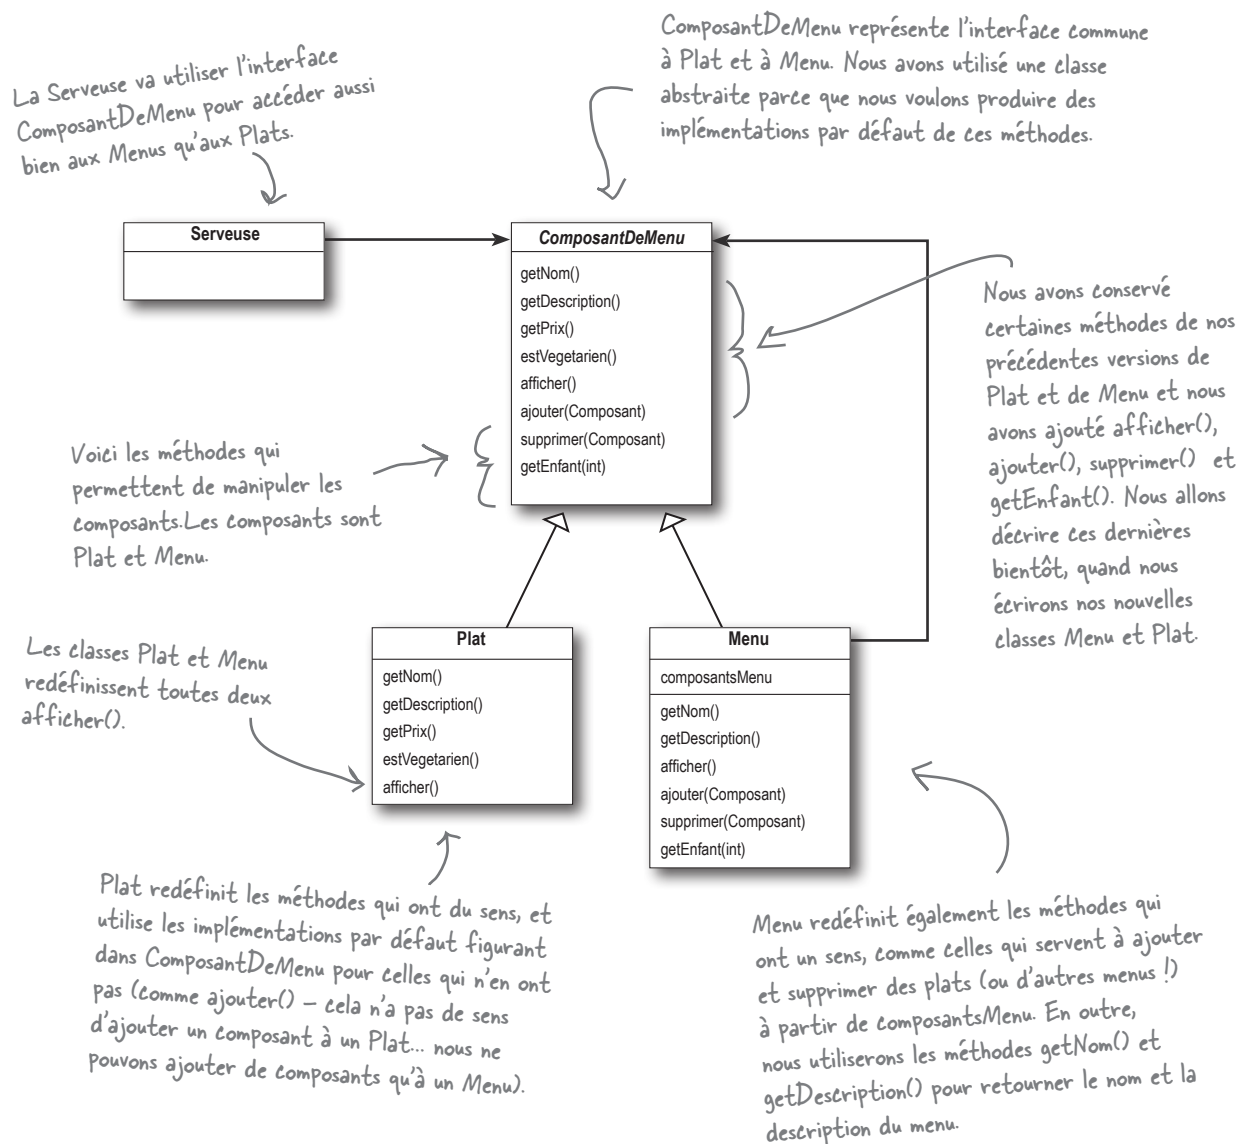 ComposantDeMenu représente l'interface commune
à Plat et à Menu. Nous avons utilisé une classe
abstraite parce que nous voulons produire des
implémentations par défaut de ces méthodes.
La Serveuse va utiliser l'interface
ComposantDeMenu pour accéder aussi
bien aux Menus qu'aux Plats.
Serveuse
ComposantDeMenu
getNom()
getDescription()
getPrix()
estVegetarien()
afficher()
ajouter(Composant)
supprimer(Composant)
getEnfant(int)
Nous avons conservé
certaines méthodes de nos
précédentes versions de
Plat et de Menu et nous
avons ajouté afficher(),
ajouter(), supprimer() et
getEnfant(). Nous allons
décrire ces dernières
bientôt, quand nous
écrirons nos nouvelles
classes Menu et Plat.
Voici les méthodes qui
permettent de manipuler les
composants.Les composants sont
Plat et Menu.
Les classes Plat et Menu
redéfinissent toutes deux
afficher().
Plat
getNom()
getDescription()
getPrix()
estVegetarien()
afficher()
Menu
composantsMenu
getNom()
getDescription()
afficher()
ajouter(Composant)
supprimer(Composant)
getEnfant(int)
Plat redéfinit les méthodes qui ont du sens, et
utilise les implémentations par défaut figurant
dans ComposantDeMenu pour celles qui n'en ont
pas (comme ajouter() – cela n'a pas de sens
d'ajouter un composant à un Plat... nous ne
pouvons ajouter de composants qu'à un Menu).
Menu redéfinit également les méthodes qui
ont un sens, comme celles qui servent à ajouter
et supprimer des plats (ou d'autres menus !)
à partir de composantsMenu. En outre,
nous utiliserons les méthodes getNom() et
getDescription() pour retourner le nom et la
description du menu.